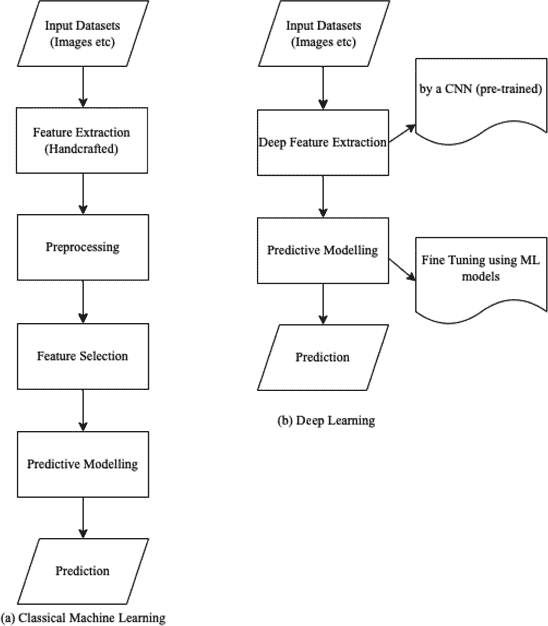 Input Datasets
(Images etc)
Feature Extraction
(Handcrafted)
Preprocessing
Feature Selection
Predictive Modelling
Prediction
(a) Classical Machine Learning
Input Datasets
(Images etc)
Deep Feature Extraction
by a CNN (pre-trained)
Predictive Modelling
Fine Tuning using ML
models
Prediction
(b) Deep Learning